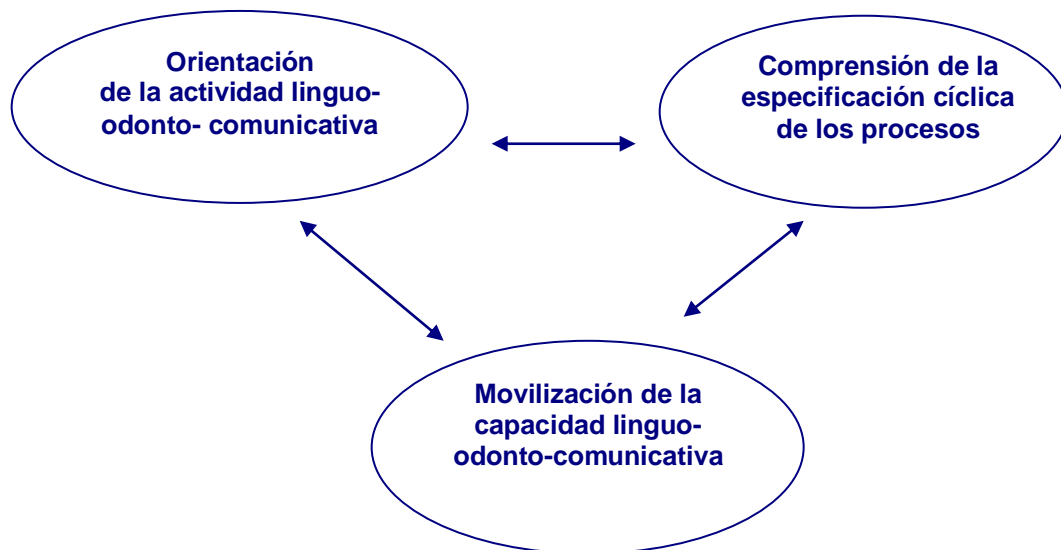 Orientación
de la actividad linguo-
odonto- comunicativa
Comprensión de la
especificación cíclica
de los procesos
Movilización de la
capacidad linguo-
odonto-comunicativa